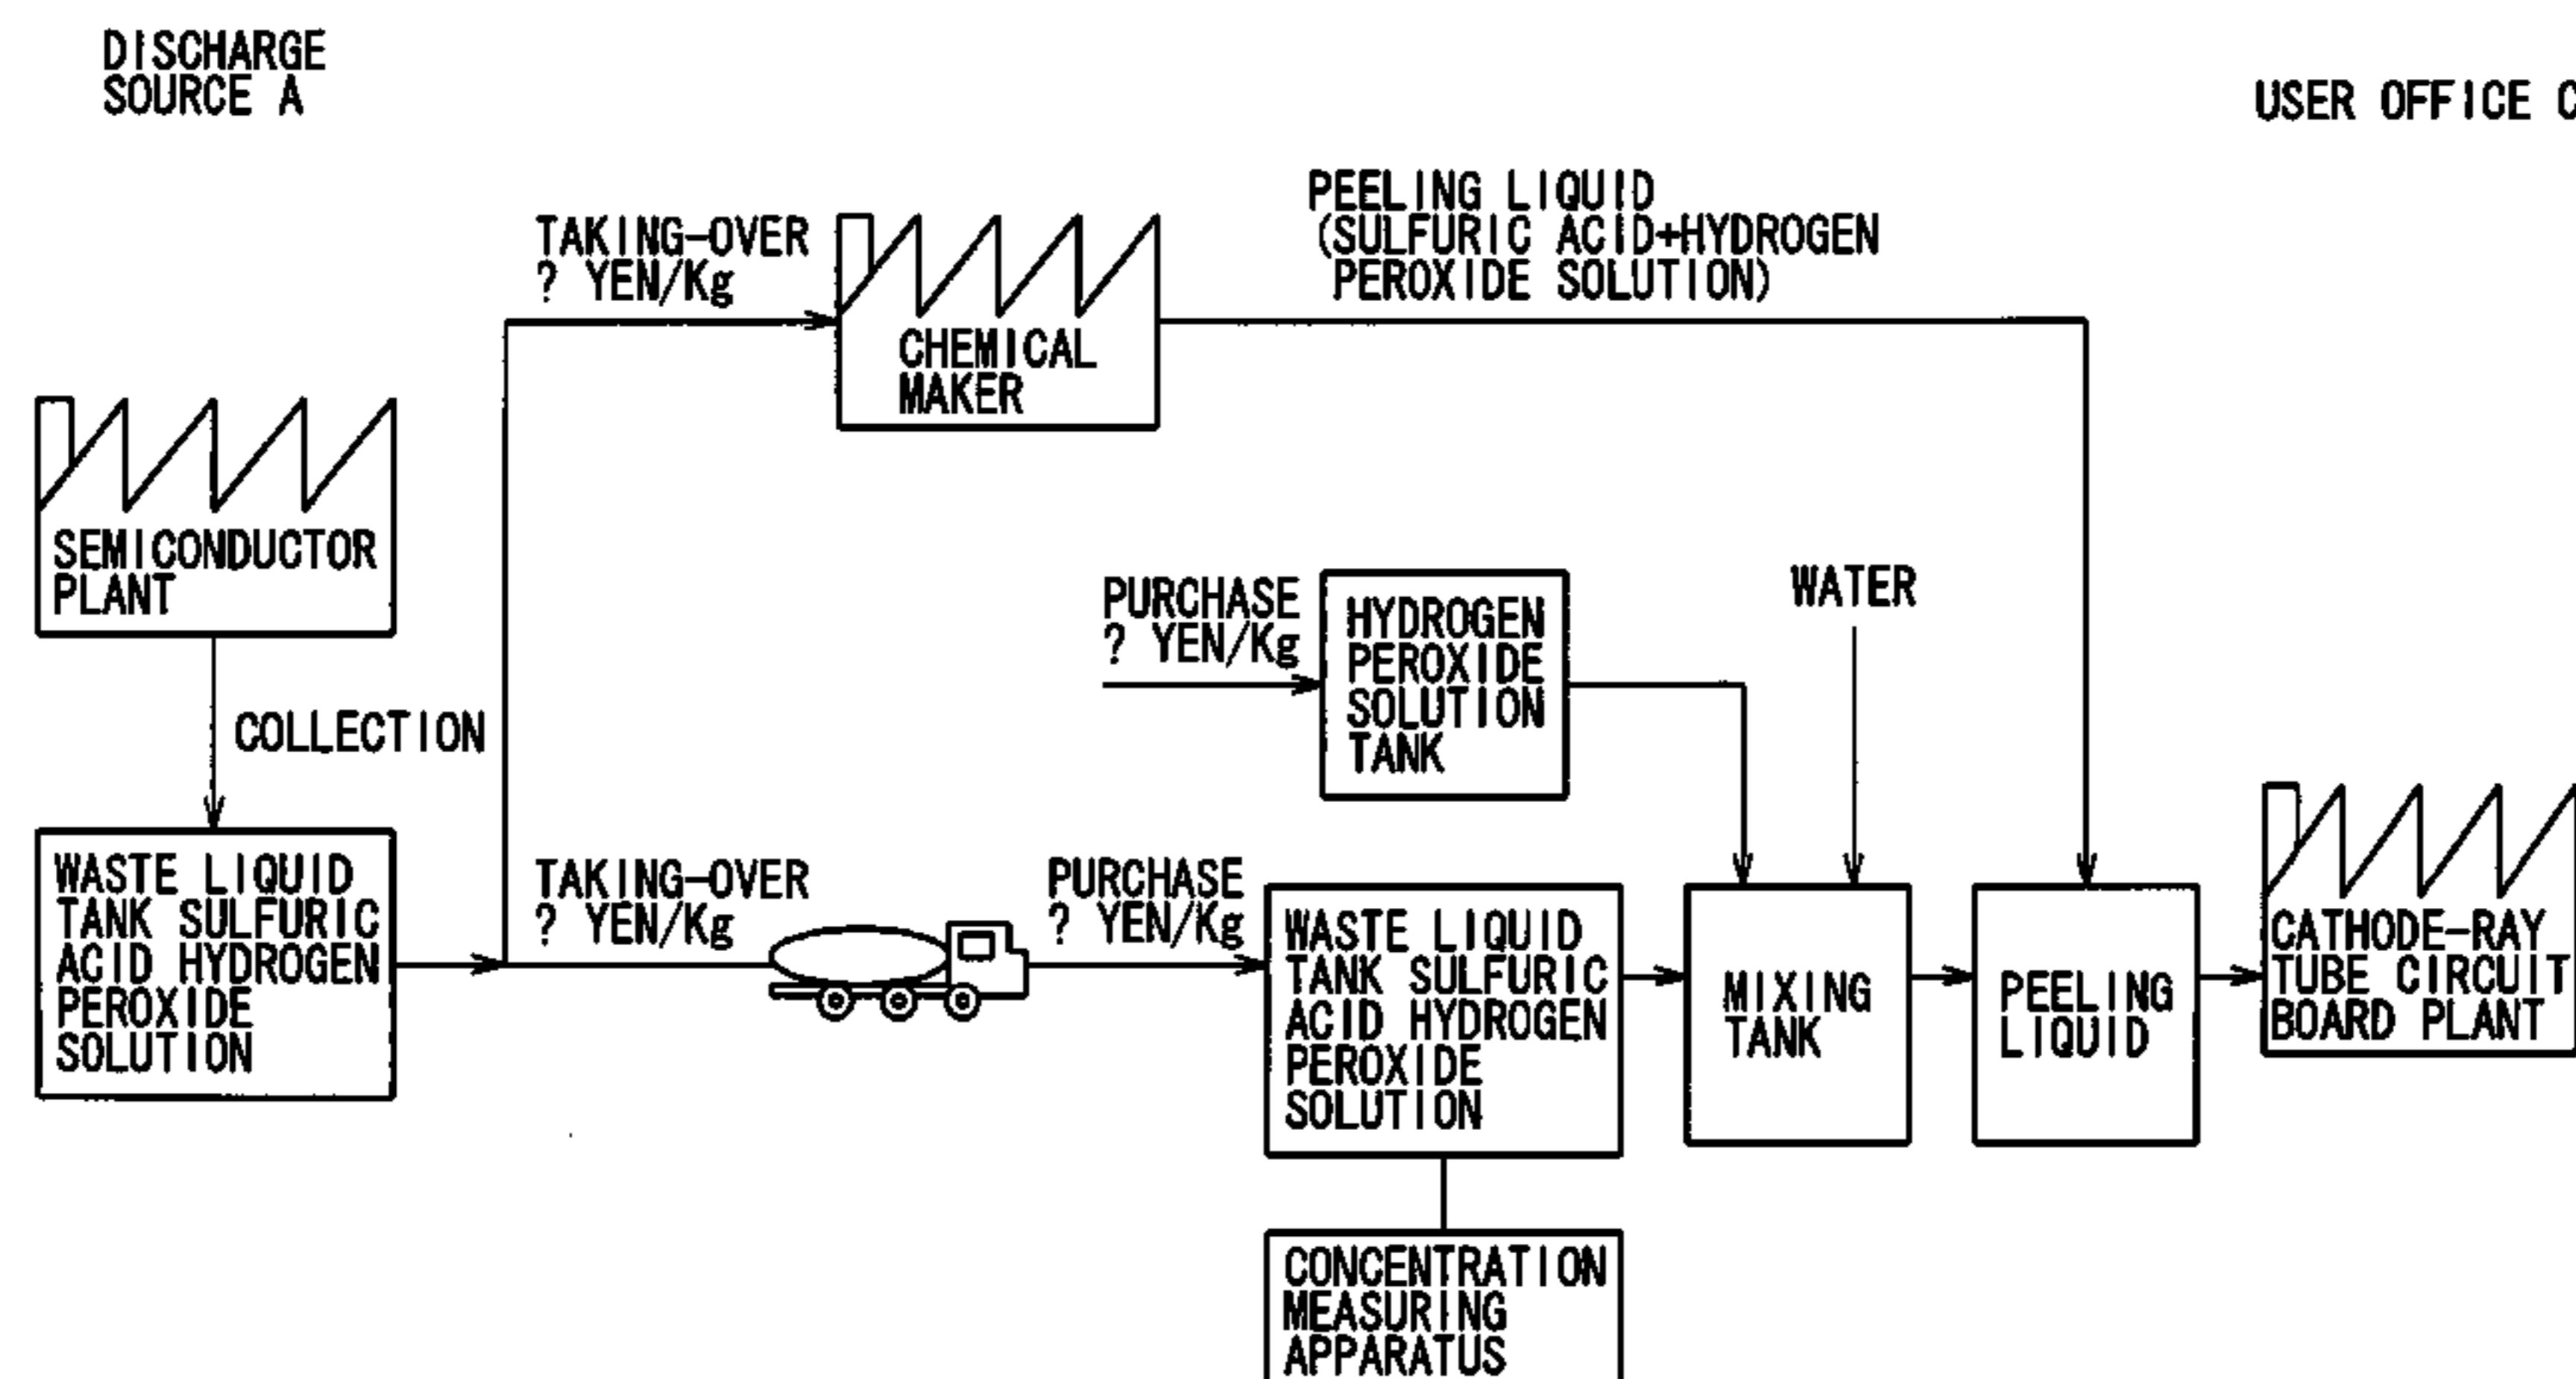 DISCHARGE
SOURCE A
USER OFFICE C
TAKING-OVER
? YEN/Kg
CHEMICAL
MAKER
PEELING LIQUID
(SULFURIC ACID+HYDROGEN
PEROXIDE SOLUTION)
SEMICONDUCTOR
PLANT
COLLECTION
PURCHASE
? YEN/Kg
HYDROGEN
PEROXIDE
SOLUTION
TANK
WATER
WASTE LIQUID
TANK SULFURIC
ACID HYDROGEN
PEROXIDE
SOLUTION
TAKING-OVER
? YEN/Kg
PURCHASE
? YEN/Kg
WASTE LIQUID
TANK SULFURIC
ACID HYDROGEN
PEROXIDE
SOLUTION
MIXING
TANK
PEELING
LIQUID
CATHODE-RAY
TUBE CIRCUIT
BOARD PLANT
CONCENTRATION
MEASURING
APPARATUS